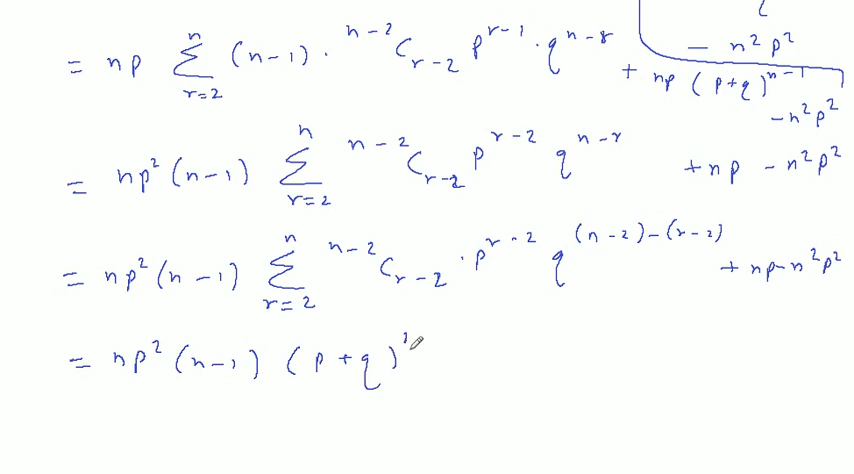 = np Σ_{r=2}^{n} (n-1) · ^{n-2}C_{r-2} p^{r-1} · q^{n-r} + np (p+q)^{n-1} - n²p²
- n²p²
= np² (n-1) Σ_{r=2}^{n} ^{n-2}C_{r-2} p^{r-2} q^{n-r} + np - n²p²
= np² (n-1) Σ_{r=2}^{n} ^{n-2}C_{r-2} · p^{r-2} q^{(n-2)-(r-2)} + np - n²p²
= np² (n-1) (p+q)